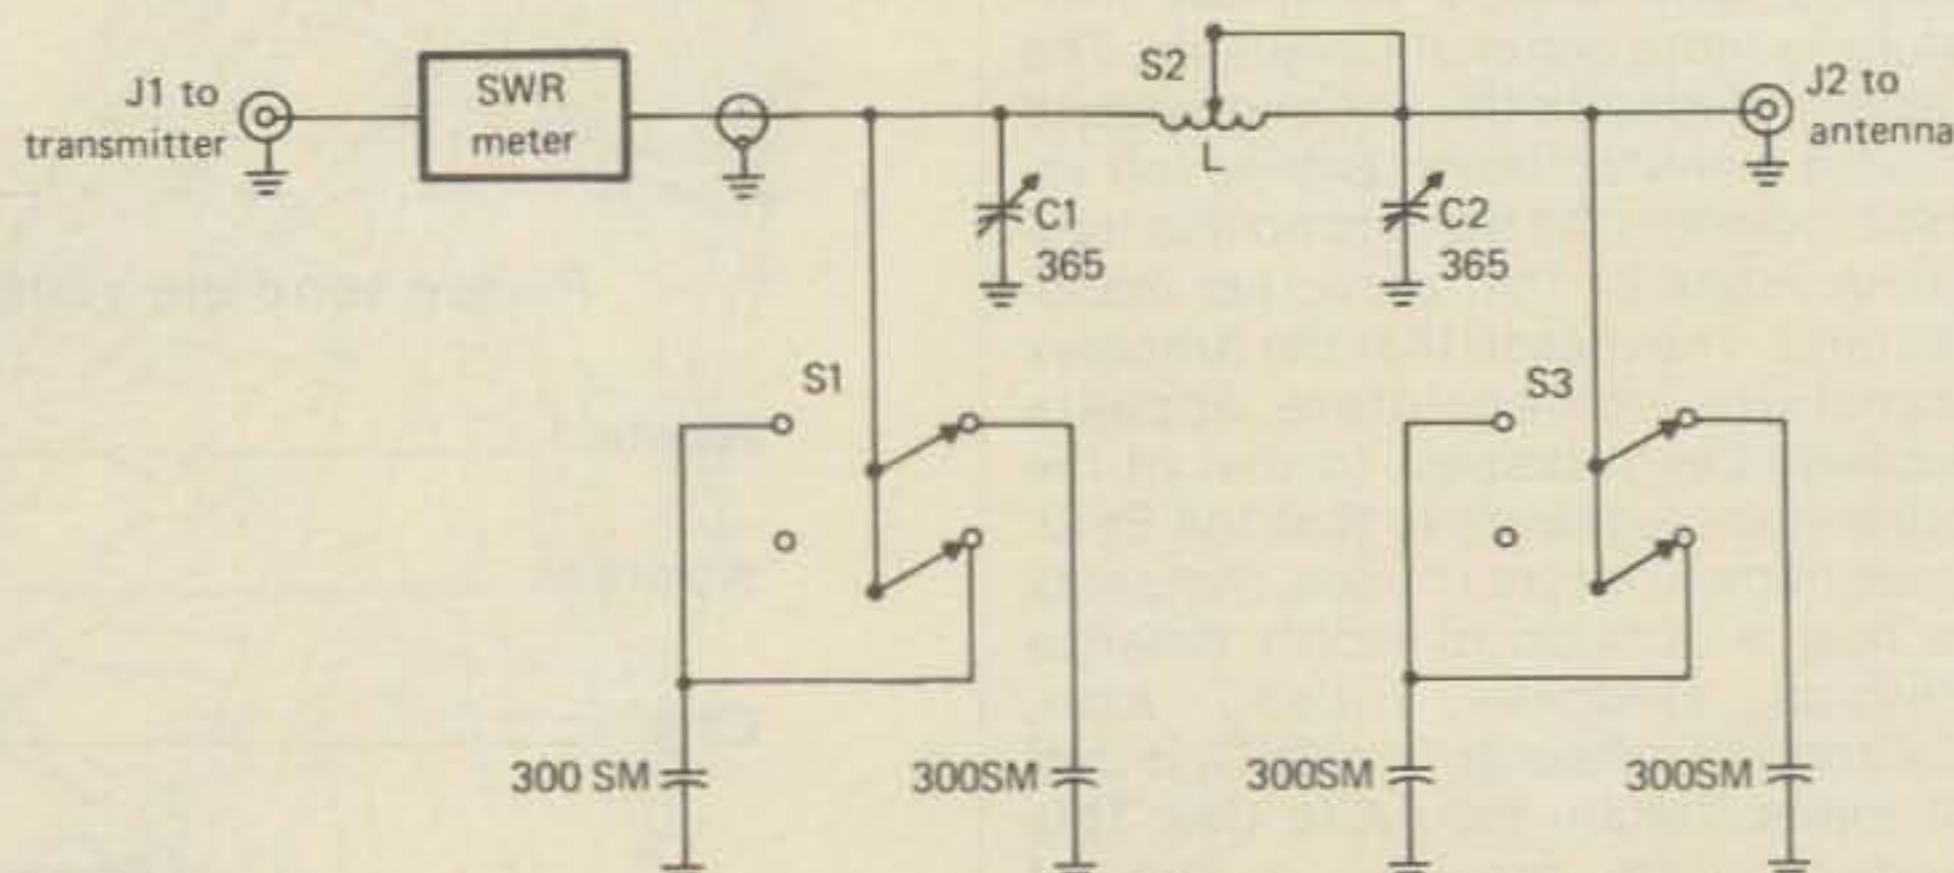 J1 to
transmitter
SWR
meter
S2
L
J2 to
antenna
C1
365
C2
365
S1
S3
300 SM
300SM
300SM
300SM